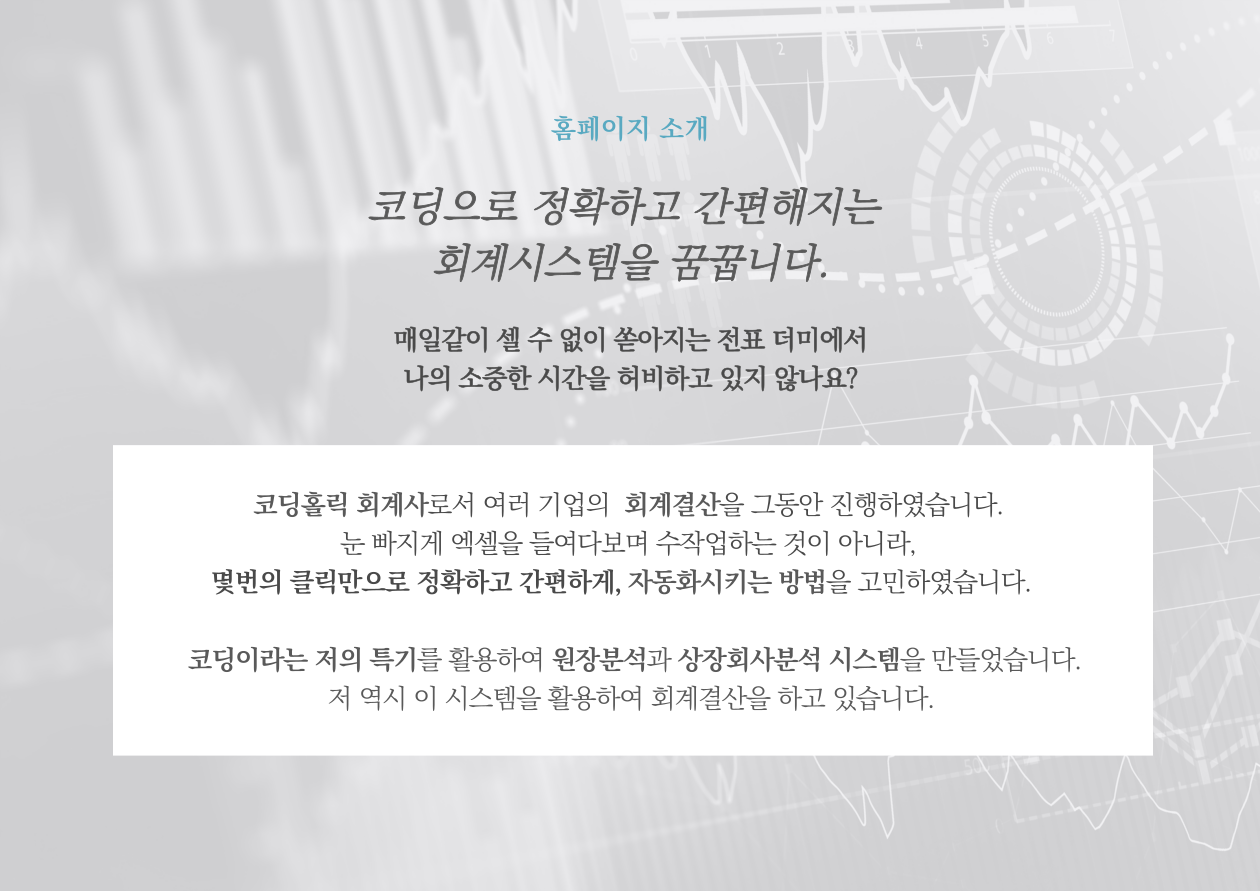 0 1 2 3 4 5 6 7
홈페이지 소개
코딩으로 정확하고 간편해지는
회계시스템을 꿈꿉니다.
매일같이 셀 수 없이 쏟아지는 전표 더미에서
나의 소중한 시간을 허비하고 있지 않나요?
코딩홀릭 회계사로서 여러 기업의 회계결산을 그동안 진행하였습니다.
눈 빠지게 엑셀을 들여다보며 수작업하는 것이 아니라,
몇번의 클릭만으로 정확하고 간편하게, 자동화시키는 방법을 고민하였습니다.
코딩이라는 저의 특기를 활용하여 원장분석과 상장회사분석 시스템을 만들었습니다.
저 역시 이 시스템을 활용하여 회계결산을 하고 있습니다.